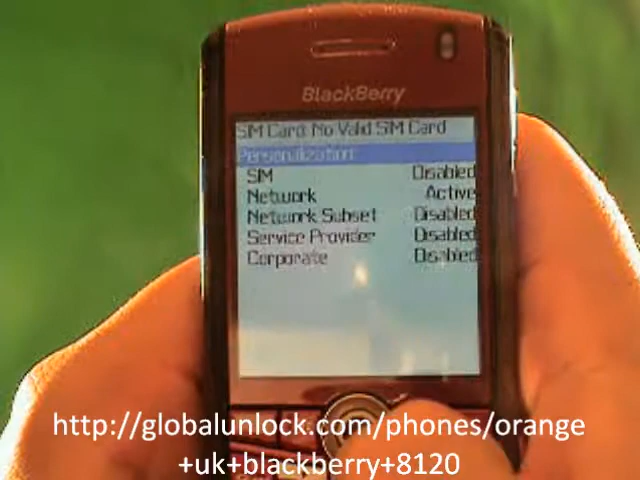 BlackBerry
SIM Card: No Valid SIM Card
Personalization
SIM Disabled
Network Active
Network Subset Disabled
Service Provider Disabled
Corporate Disabled
http://globalunlock.com/phones/orange
+uk+blackberry+8120